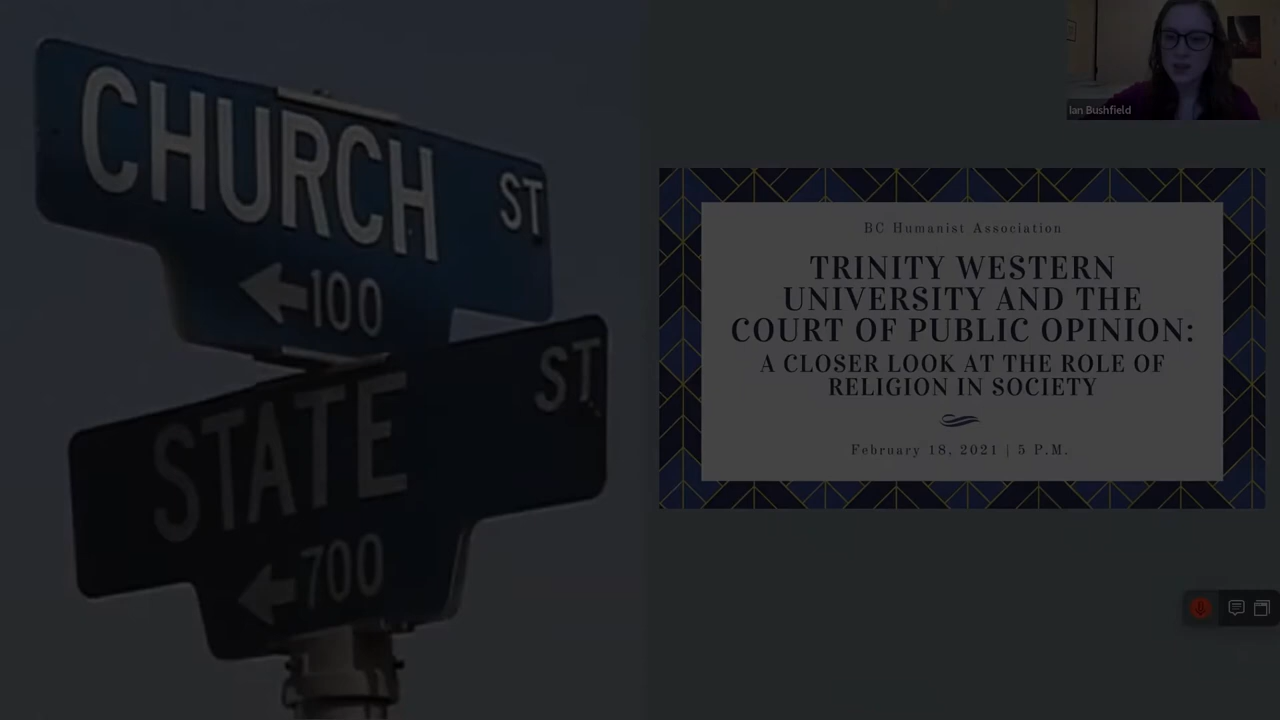 CHURCH ST
100
STATE ST
700
Ian Bushfield
BC Humanist Association
TRINITY WESTERN
UNIVERSITY AND THE
COURT OF PUBLIC OPINION:
A CLOSER LOOK AT THE ROLE OF
RELIGION IN SOCIETY
February 18, 2021 | 5 P.M.